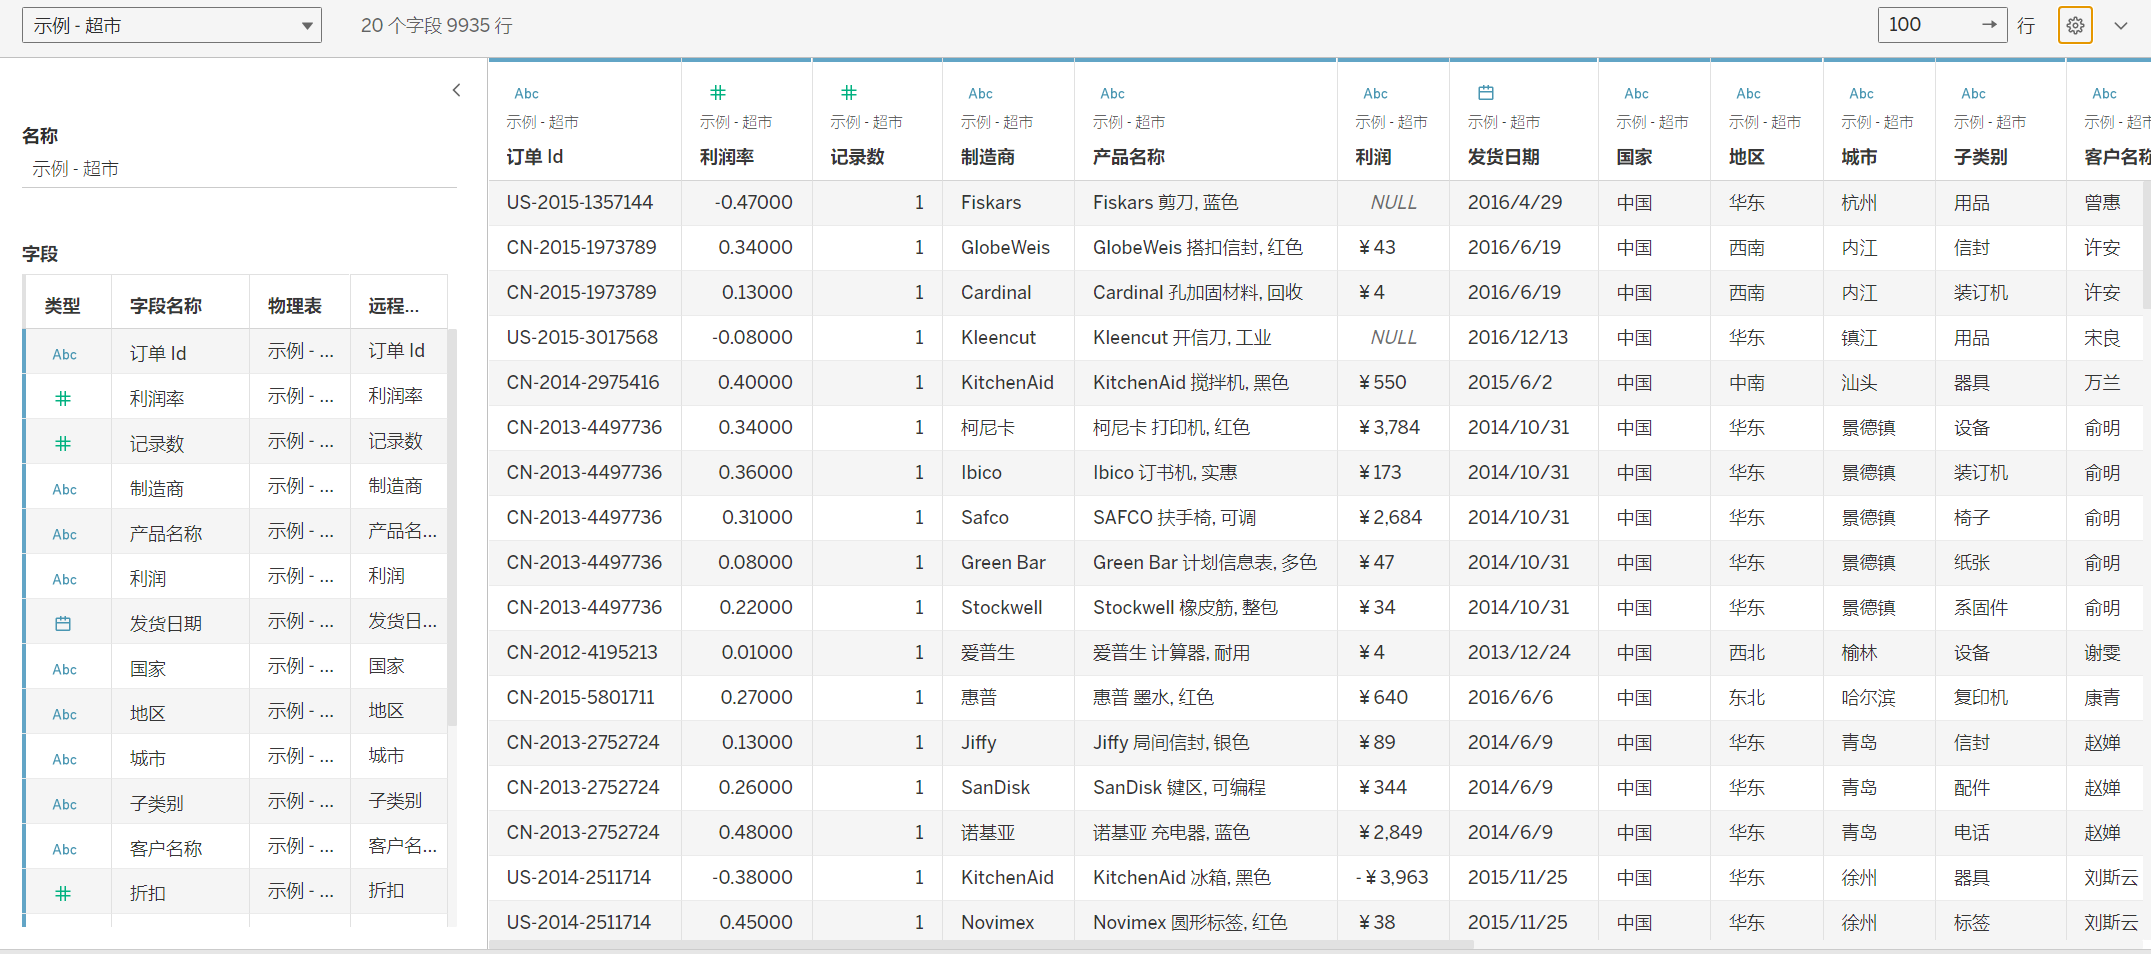 示例 - 超市
20 个字段 9935 行
100 → 行
名称
示例 - 超市
字段
类型 字段名称 物理表 远程...
Abc 订单 Id 示例 - ... 订单 Id
利润率 示例 - ... 利润率
记录数 示例 - ... 记录数
Abc 制造商 示例 - ... 制造商
Abc 产品名称 示例 - ... 产品名...
Abc 利润 示例 - ... 利润
发货日期 示例 - ... 发货日...
Abc 国家 示例 - ... 国家
Abc 地区 示例 - ... 地区
Abc 城市 示例 - ... 城市
Abc 子类别 示例 - ... 子类别
Abc 客户名称 示例 - ... 客户名...
折扣 示例 - ... 折扣
Abc Abc Abc Abc Abc Abc Abc Abc Abc
示例 - 超市 示例 - 超市 示例 - 超市 示例 - 超市 示例 - 超市 示例 - 超市 示例 - 超市 示例 - 超市 示例 - 超市 示例 - 超市 示例 - 超市 示例 - 超市
订单 Id 利润率 记录数 制造商 产品名称 利润 发货日期 国家 地区 城市 子类别 客户名称
US-2015-1357144 -0.47000 1 Fiskars Fiskars 剪刀, 蓝色 NULL 2016/4/29 中国 华东 杭州 用品 曾惠
CN-2015-1973789 0.34000 1 GlobeWeis GlobeWeis 搭扣信封, 红色 ¥43 2016/6/19 中国 西南 内江 信封 许安
CN-2015-1973789 0.13000 1 Cardinal Cardinal 孔加固材料, 回收 ¥4 2016/6/19 中国 西南 内江 装订机 许安
US-2015-3017568 -0.08000 1 Kleencut Kleencut 开信刀, 工业 NULL 2016/12/13 中国 华东 镇江 用品 宋良
CN-2014-2975416 0.40000 1 KitchenAid KitchenAid 搅拌机, 黑色 ¥550 2015/6/2 中国 中南 汕头 器具 万兰
CN-2013-4497736 0.34000 1 柯尼卡 柯尼卡 打印机, 红色 ¥3,784 2014/10/31 中国 华东 景德镇 设备 俞明
CN-2013-4497736 0.36000 1 Ibico Ibico 订书机, 实惠 ¥173 2014/10/31 中国 华东 景德镇 装订机 俞明
CN-2013-4497736 0.31000 1 Safco SAFCO 扶手椅, 可调 ¥2,684 2014/10/31 中国 华东 景德镇 椅子 俞明
CN-2013-4497736 0.08000 1 Green Bar Green Bar 计划信息表, 多色 ¥47 2014/10/31 中国 华东 景德镇 纸张 俞明
CN-2013-4497736 0.22000 1 Stockwell Stockwell 橡皮筋, 整包 ¥34 2014/10/31 中国 华东 景德镇 系固件 俞明
CN-2012-4195213 0.01000 1 爱普生 爱普生 计算器, 耐用 ¥4 2013/12/24 中国 西北 榆林 设备 谢雯
CN-2015-5801711 0.27000 1 惠普 惠普 墨水, 红色 ¥640 2016/6/6 中国 东北 哈尔滨 复印机 康青
CN-2013-2752724 0.13000 1 Jiffy Jiffy 局间信封, 银色 ¥89 2014/6/9 中国 华东 青岛 信封 赵婵
CN-2013-2752724 0.26000 1 SanDisk SanDisk 键区, 可编程 ¥344 2014/6/9 中国 华东 青岛 配件 赵婵
CN-2013-2752724 0.48000 1 诺基亚 诺基亚 充电器, 蓝色 ¥2,849 2014/6/9 中国 华东 青岛 电话 赵婵
US-2014-2511714 -0.38000 1 KitchenAid KitchenAid 冰箱, 黑色 -¥3,963 2015/11/25 中国 华东 徐州 器具 刘斯云
US-2014-2511714 0.45000 1 Novimex Novimex 圆形标签, 红色 ¥38 2015/11/25 中国 华东 徐州 标签 刘斯云